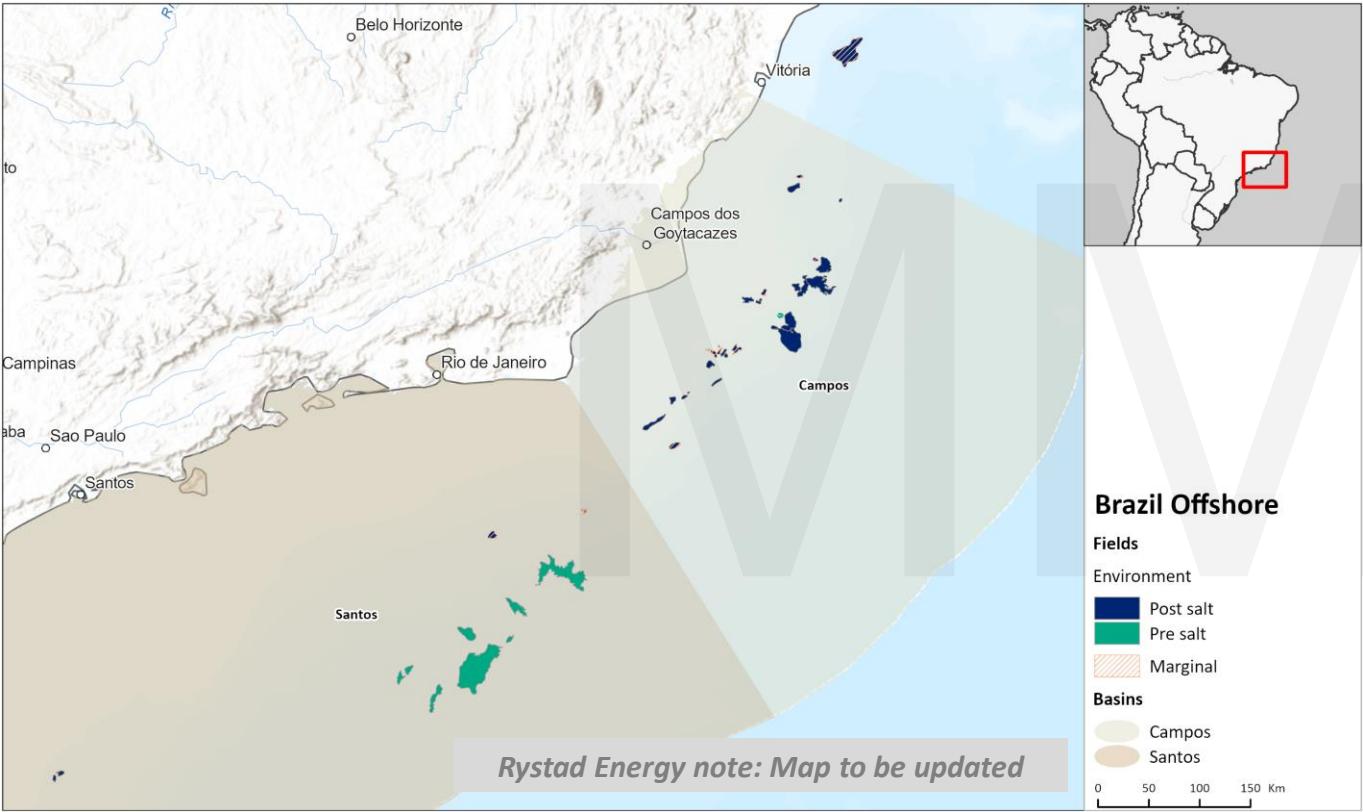 Ri
Belo Horizonte
Vitória
to
Campos dos
Goytacazes
Rio de Janeiro
Campinas
aba
Sao Paulo
Santos
Campos
Santos
MV
Rystad Energy note: Map to be updated
Brazil Offshore
Fields
Environment
Post salt
Pre salt
Marginal
Basins
Campos
Santos
0 50 100 150 Km